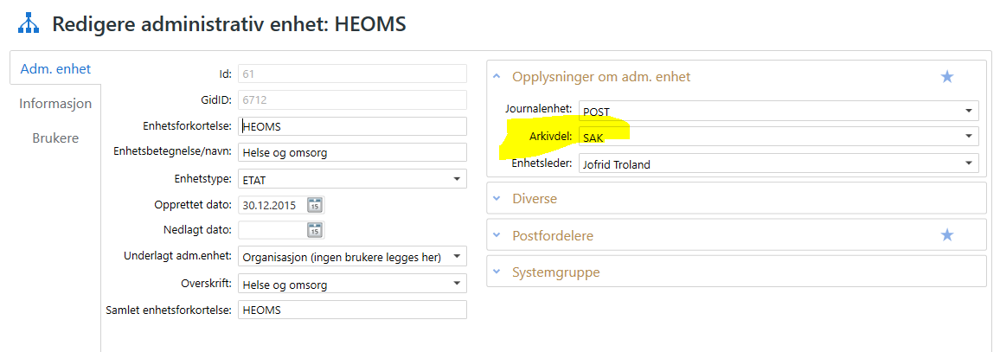 Redigere administrativ enhet: HEOMS
Adm. enhet
Informasjon
Brukere
Id: 61
GidID: 6712
Enhetsforkortelse: HEOMS
Enhetsbetegnelse/navn: Helse og omsorg
Enhetstype: ETAT
Opprettet dato: 30.12.2015 15
Nedlagt dato: 15
Underlagt adm.enhet: Organisasjon (ingen brukere legges her)
Overskrift: Helse og omsorg
Samlet enhetsforkortelse: HEOMS
Opplysninger om adm. enhet
Journalenhet: POST
Arkivdel: SAK
Enhetsleder: Jofrid Troland
Diverse
Postfordelere
Systemgruppe